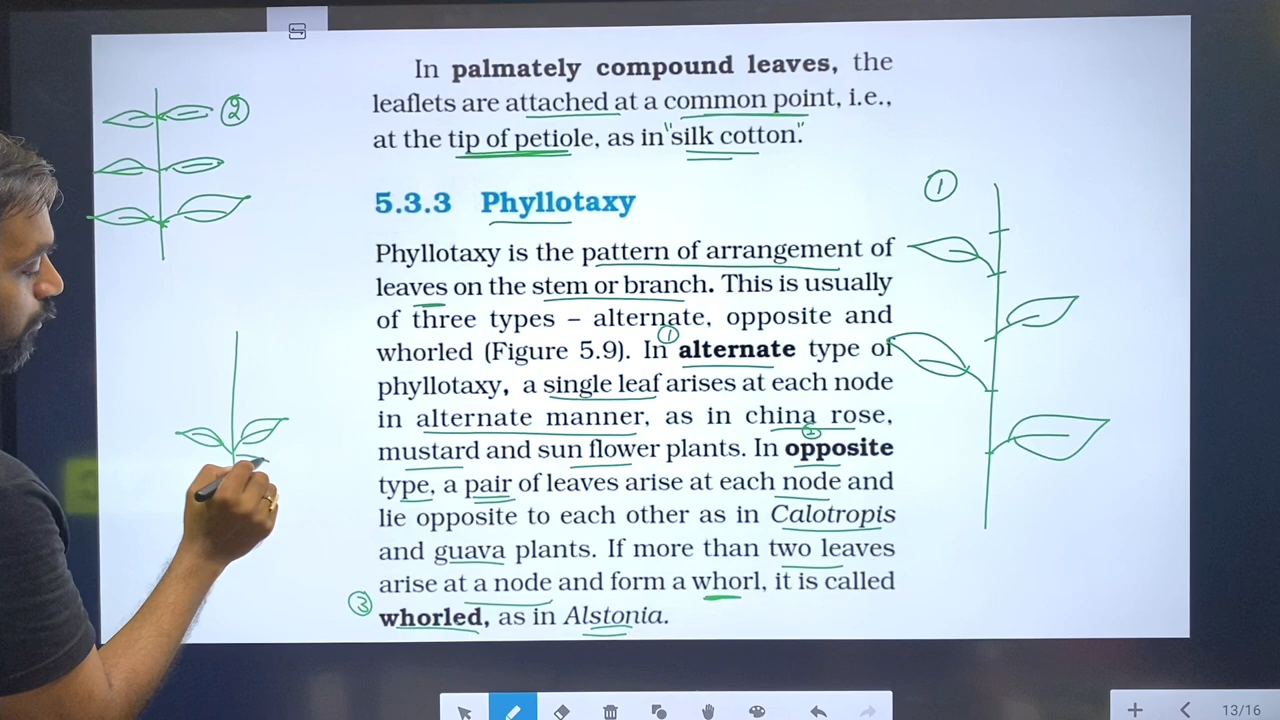 In palmately compound leaves, the
leaflets are attached at a common point, i.e.,
at the tip of petiole, as in "silk cotton".
5.3.3 Phyllotaxy
Phyllotaxy is the pattern of arrangement of
leaves on the stem or branch. This is usually
of three types – alternate, opposite and
whorled (Figure 5.9). In alternate type of
phyllotaxy, a single leaf arises at each node
in alternate manner, as in china rose,
mustard and sun flower plants. In opposite
type, a pair of leaves arise at each node and
lie opposite to each other as in Calotropis
and guava plants. If more than two leaves
arise at a node and form a whorl, it is called
whorled, as in Alstonia.
②
①
①
②
③
13/16